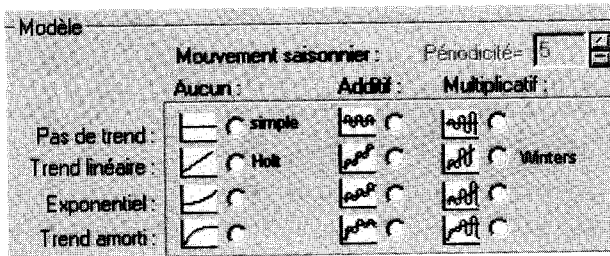 Modèle
Mouvement saisonnier : Périodicité= 5
Aucun : Additif : Multiplicatif :
Pas de trend : simple
Trend linéaire : Holt Winters
Exponentiel :
Trend amorti :